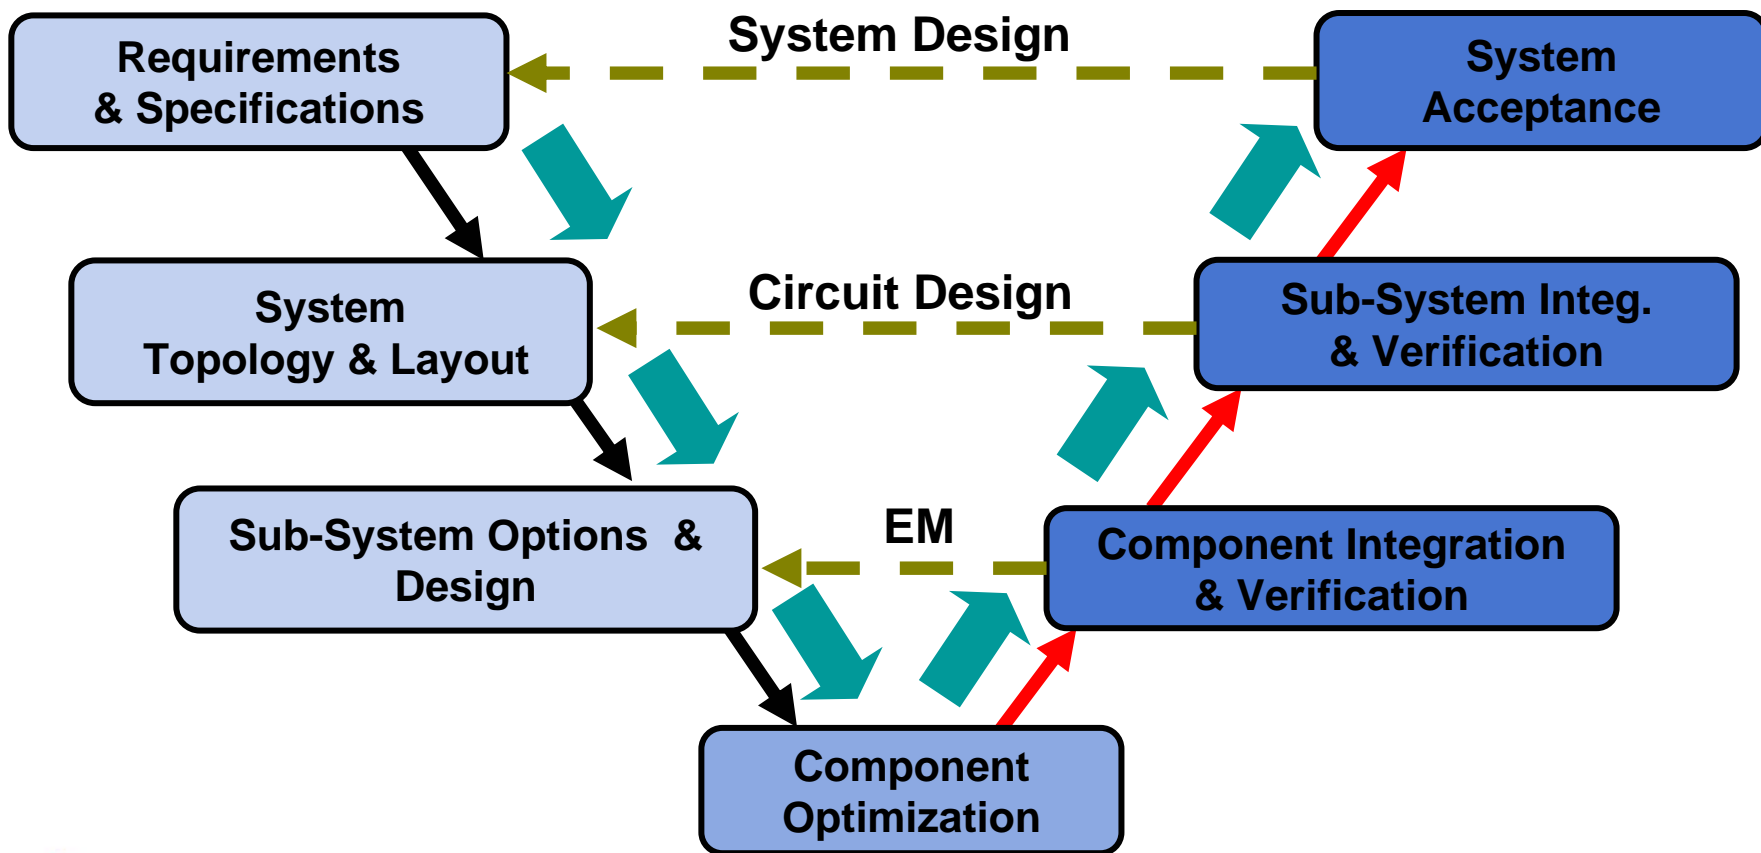 Requirements
& Specifications
System Design
System
Acceptance
System
Topology & Layout
Circuit Design
Sub-System Integ.
& Verification
Sub-System Options  &
Design
EM
Component Integration
& Verification
Component
Optimization